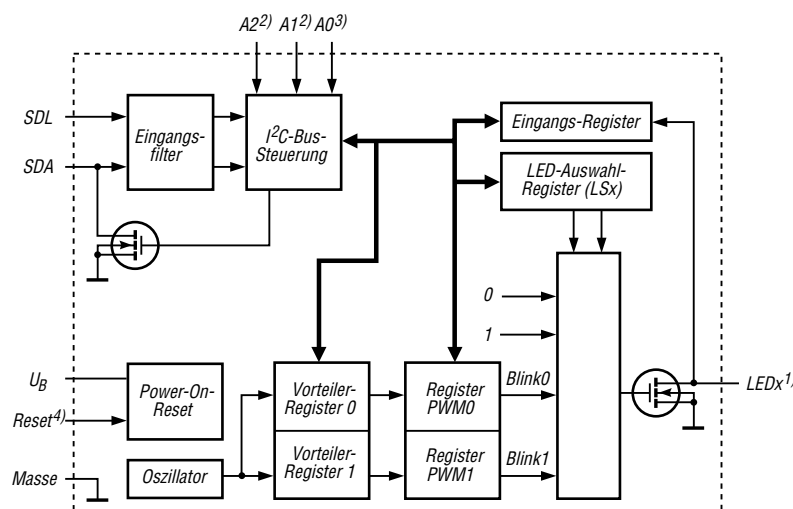 A2²⁾ A1²⁾ A0³⁾
SDL
SDA
Eingangs-
filter
I²C-Bus-
Steuerung
Eingangs-Register
LED-Auswahl-
Register (LSx)
0
1
U_B
Reset⁴⁾
Power-On-
Reset
Vorteiler-
Register 0
Register
PWM0
Blink0
LEDx¹⁾
Masse
Oszillator
Vorteiler-
Register 1
Register
PWM1
Blink1